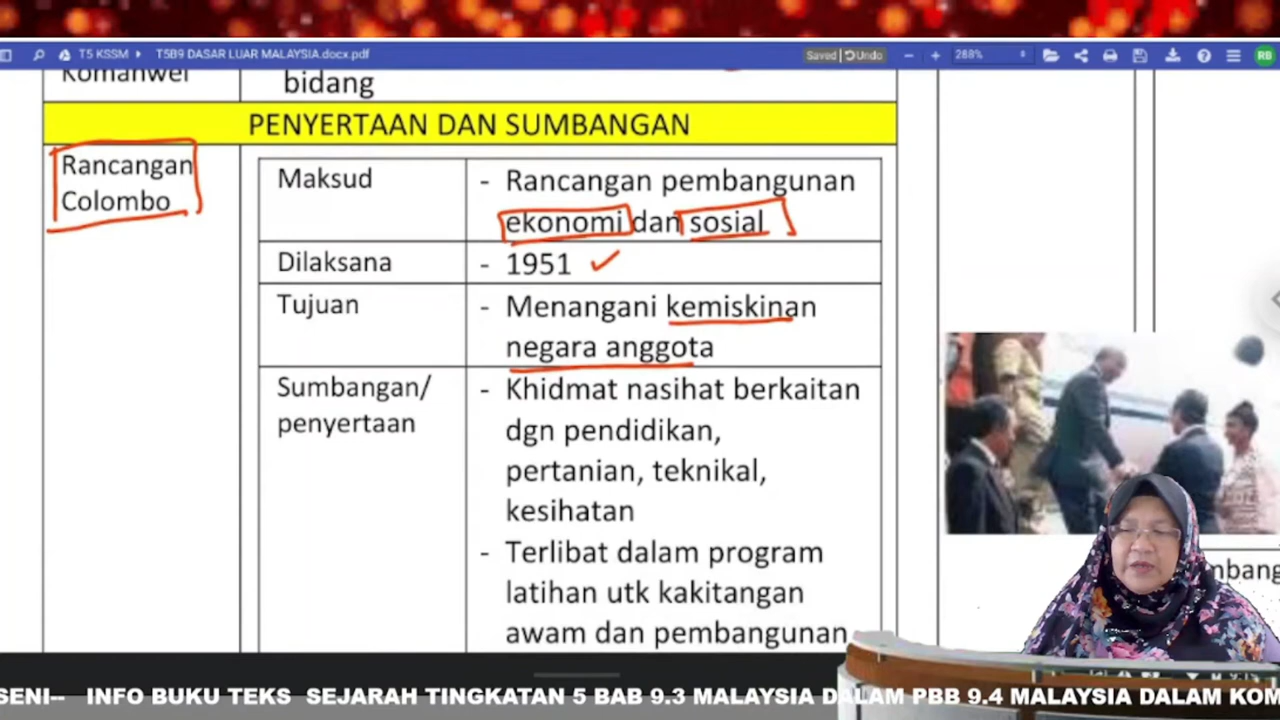 T5 KSSM
T5B9 DASAR LUAR MALAYSIA.docx.pdf
Saved
Undo
268%
RB
Komanwel
bidang
PENYERTAAN DAN SUMBANGAN
Rancangan
Colombo
Maksud
- Rancangan pembangunan
ekonomi dan sosial
Dilaksana
- 1951
Tujuan
- Menangani kemiskinan
negara anggota
Sumbangan/
penyertaan
- Khidmat nasihat berkaitan
dgn pendidikan,
pertanian, teknikal,
kesihatan
- Terlibat dalam program
latihan utk kakitangan
awam dan pembangunan
SENI-- INFO BUKU TEKS SEJARAH TINGKATAN 5 BAB 9.3 MALAYSIA DALAM PBB 9.4 MALAYSIA DALAM KOM